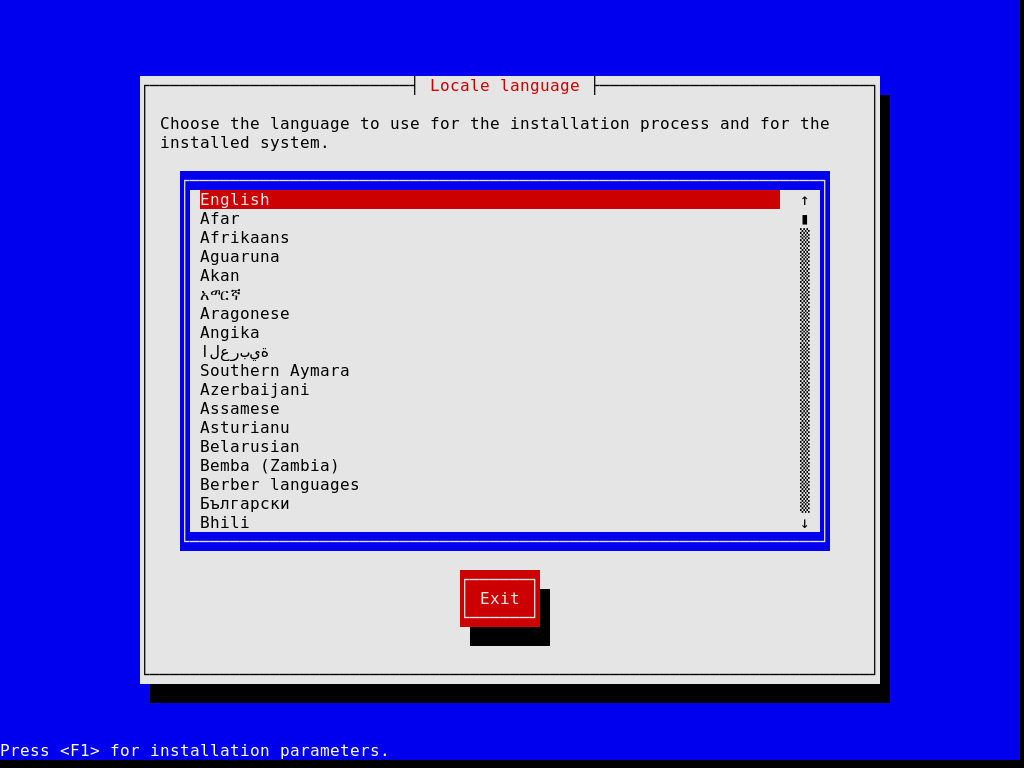 Locale language
Choose the language to use for the installation process and for the
installed system.
English
Afar
Afrikaans
Aguaruna
Akan
አማርኛ
Aragonese
Angika
العربية
Southern Aymara
Azerbaijani
Assamese
Asturianu
Belarusian
Bemba (Zambia)
Berber languages
Български
Bhili
Exit
Press <F1> for installation parameters.